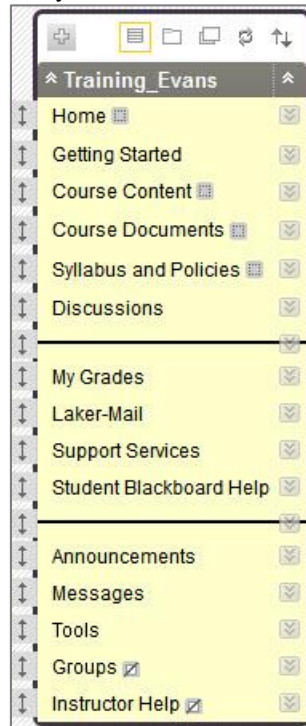 Training_Evans
Home
Getting Started
Course Content
Course Documents
Syllabus and Policies
Discussions
My Grades
Laker-Mail
Support Services
Student Blackboard Help
Announcements
Messages
Tools
Groups
Instructor Help